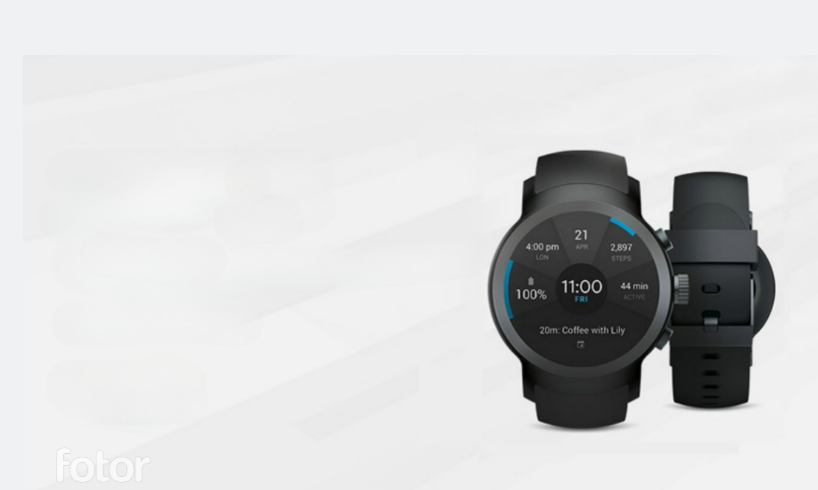 21
APR
4:00 pm
LON
2,897
STEPS
100%
11:00
FRI
44 min
ACTIVE
20m: Coffee with Lily
fotor